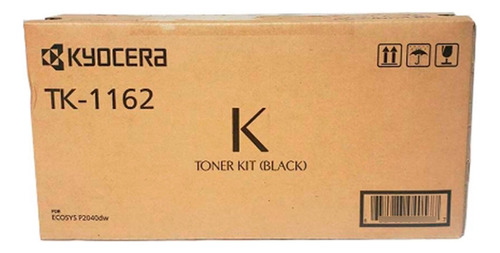 KYOCERA
TK-1162
K
TONER KIT (BLACK)
FOR
ECOSYS P2040dw